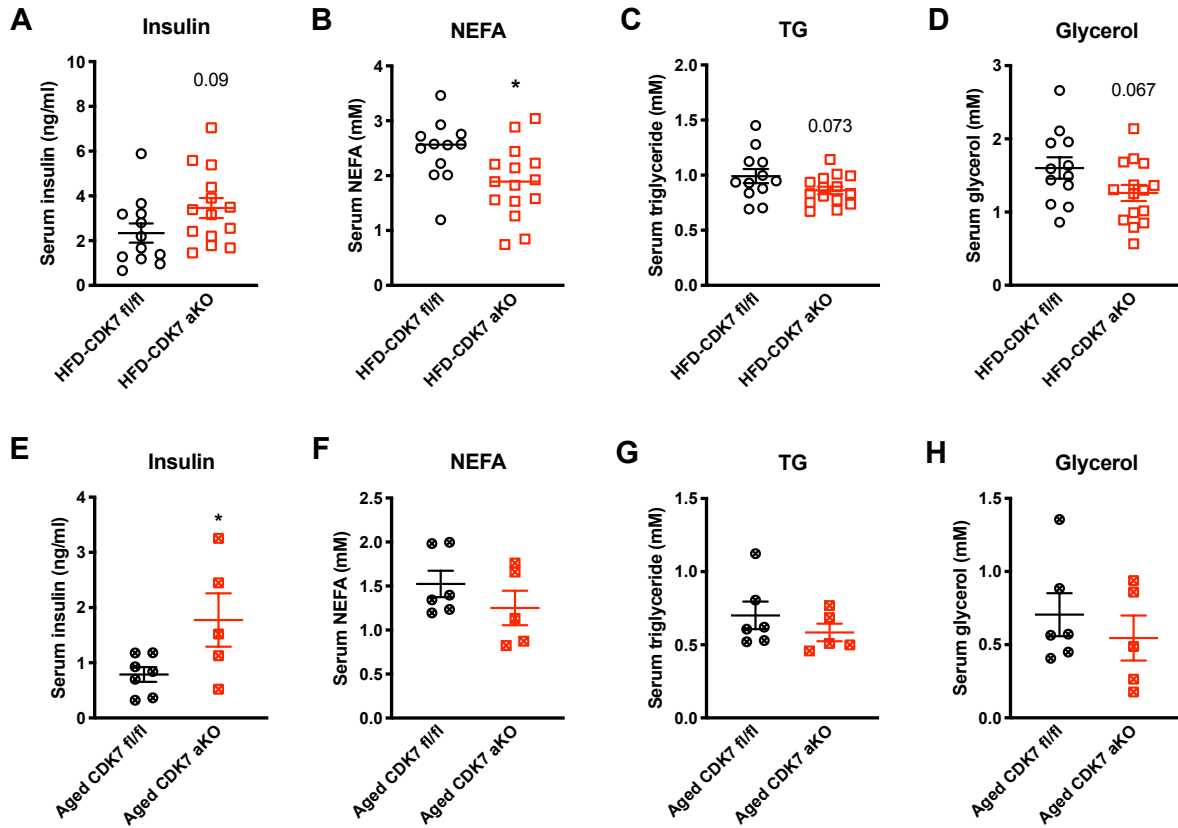 A
Insulin
Serum insulin (ng/ml)
10
8
6
4
2
0
0.09
HFD-CDK7 fl/fl
HFD-CDK7 aKO
B
NEFA
Serum NEFA (mM)
4
3
2
1
0
*
HFD-CDK7 fl/fl
HFD-CDK7 aKO
C
TG
Serum triglyceride (mM)
2.0
1.5
1.0
0.5
0.0
0.073
HFD-CDK7 fl/fl
HFD-CDK7 aKO
D
Glycerol
Serum glycerol (mM)
3
2
1
0
0.067
HFD-CDK7 fl/fl
HFD-CDK7 aKO
E
Insulin
Serum insulin (ng/ml)
4
3
2
1
0
*
Aged CDK7 fl/fl
Aged CDK7 aKO
F
NEFA
Serum NEFA (mM)
2.5
2.0
1.5
1.0
0.5
0.0
Aged CDK7 fl/fl
Aged CDK7 aKO
G
TG
Serum triglyceride (mM)
1.5
1.0
0.5
0.0
Aged CDK7 fl/fl
Aged CDK7 aKO
H
Glycerol
Serum glycerol (mM)
1.5
1.0
0.5
0.0
Aged CDK7 fl/fl
Aged CDK7 aKO